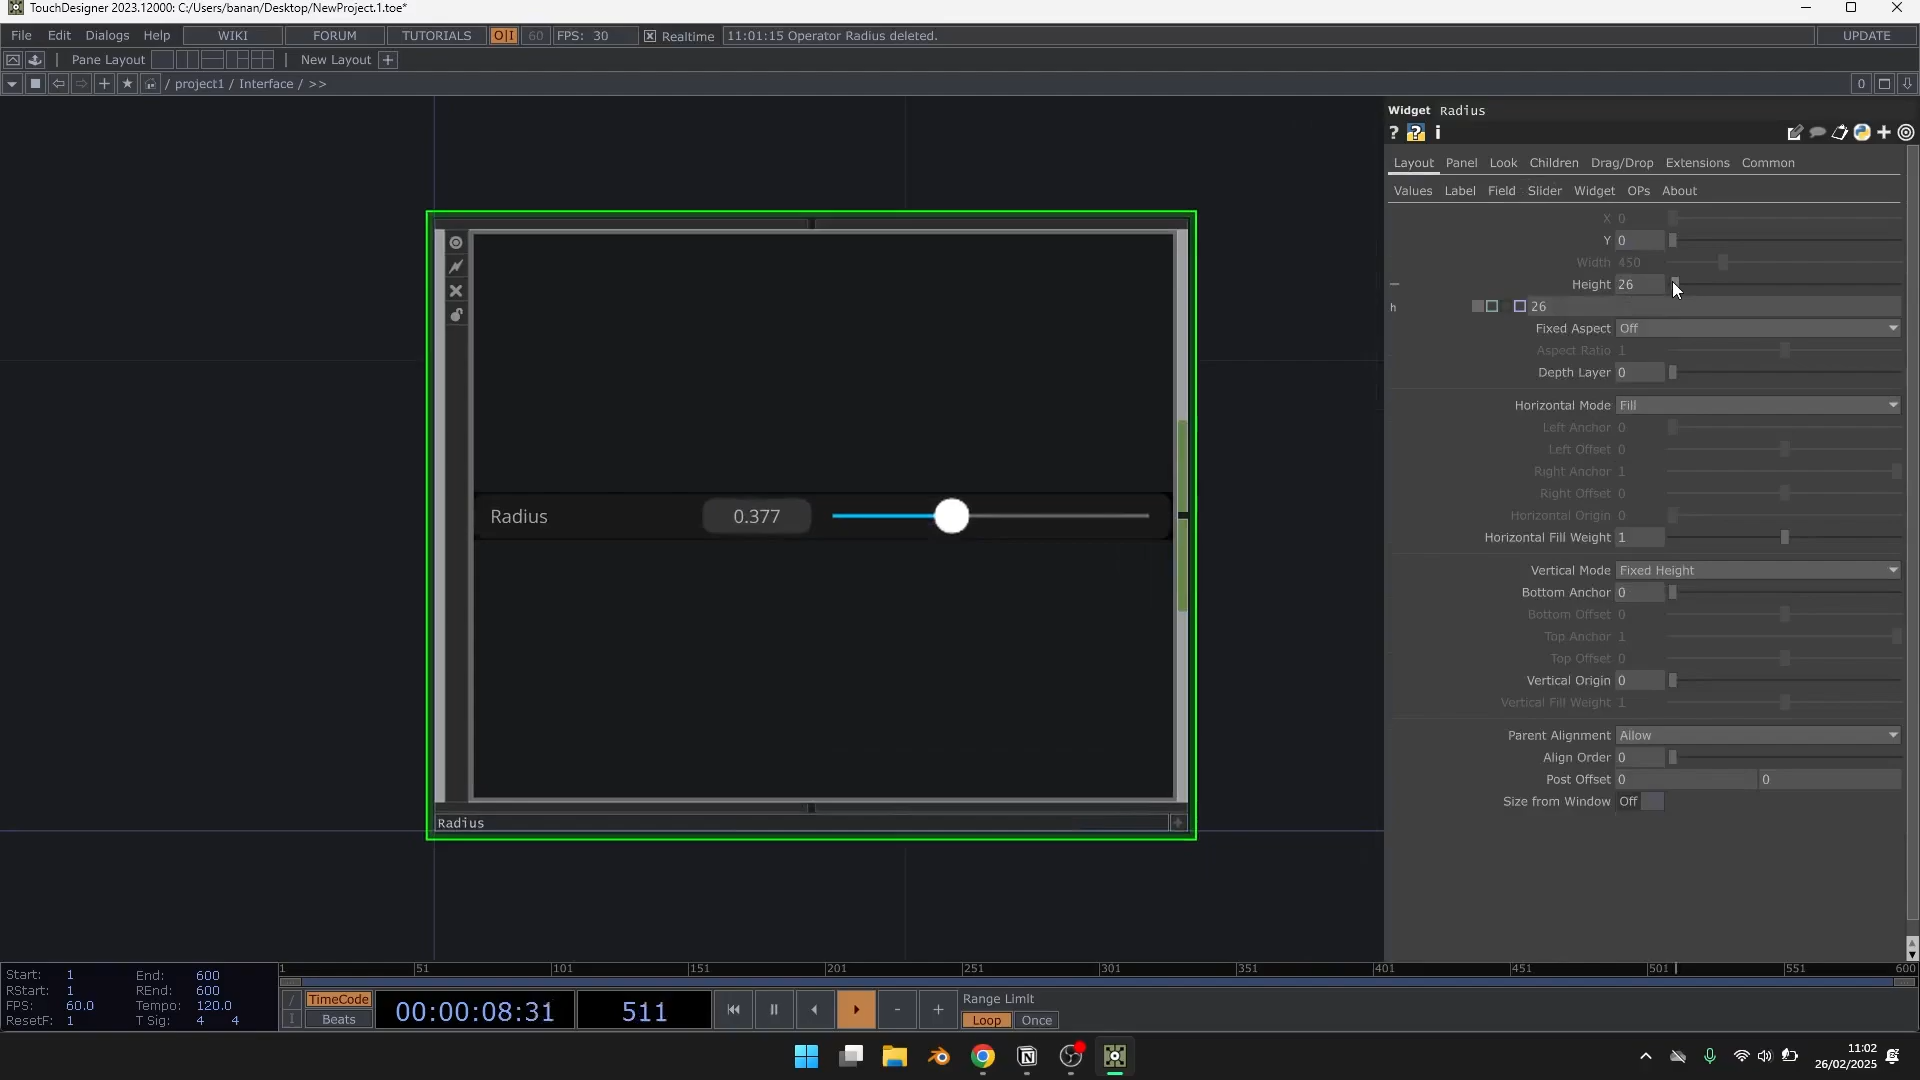 TouchDesigner 2023.12000: C:/Users/banan/Desktop/NewProject.1.toe*
File Edit Dialogs Help WIKI FORUM TUTORIALS O|I 60 FPS: 30 Realtime 11:01:15 Operator Radius deleted. UPDATE
Pane Layout New Layout +
/ project1 / Interface / >> 0
Widget Radius
? ? i
Layout Panel Look Children Drag/Drop Extensions Common
Values Label Field Slider Widget OPs About
X 0
Y 0
Width 450
Height 26
h 26
Fixed Aspect Off
Aspect Ratio 1
Depth Layer 0
Horizontal Mode Fill
Left Anchor 0
Left Offset 0
Right Anchor 1
Right Offset 0
Horizontal Origin 0
Horizontal Fill Weight 1
Vertical Mode Fixed Height
Bottom Anchor 0
Bottom Offset 0
Top Anchor 1
Top Offset 0
Vertical Origin 0
Vertical Fill Weight 1
Parent Alignment Allow
Align Order 0
Post Offset 0 0
Size from Window Off
Radius 0.377
Radius
1 51 101 151 201 251 301 351 401 451 501 551 600
Start: 1 End: 600
RStart: 1 REnd: 600
FPS: 60.0 Tempo: 120.0
ResetF: 1 T Sig: 4 4
/ TimeCode
I Beats
00:00:08:31 511
- +
Range Limit
Loop Once
11:02
26/02/2025